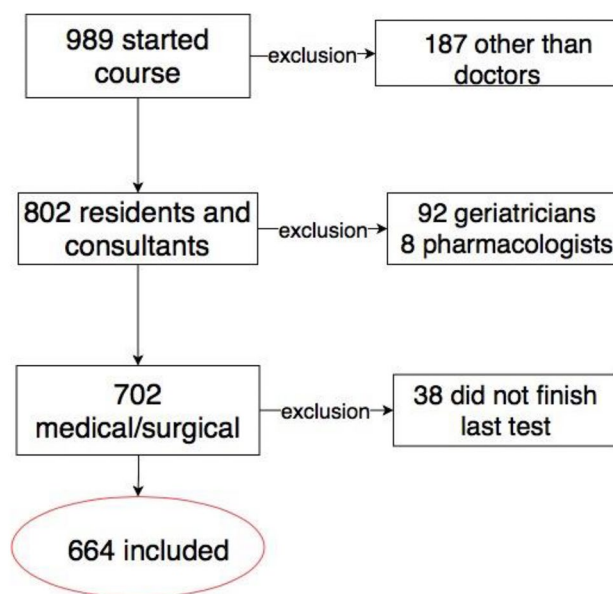 989 started
course
exclusion
187 other than
doctors
802 residents and
consultants
exclusion
92 geriatricians
8 pharmacologists
702
medical/surgical
exclusion
38 did not finish
last test
664 included